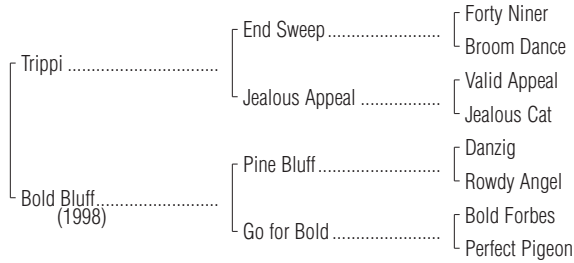 Forty Niner
End Sweep
Broom Dance
Trippi
Valid Appeal
Jealous Appeal
Jealous Cat
Danzig
Pine Bluff
Rowdy Angel
Bold Bluff
(1998)
Bold Forbes
Go for Bold
Perfect Pigeon